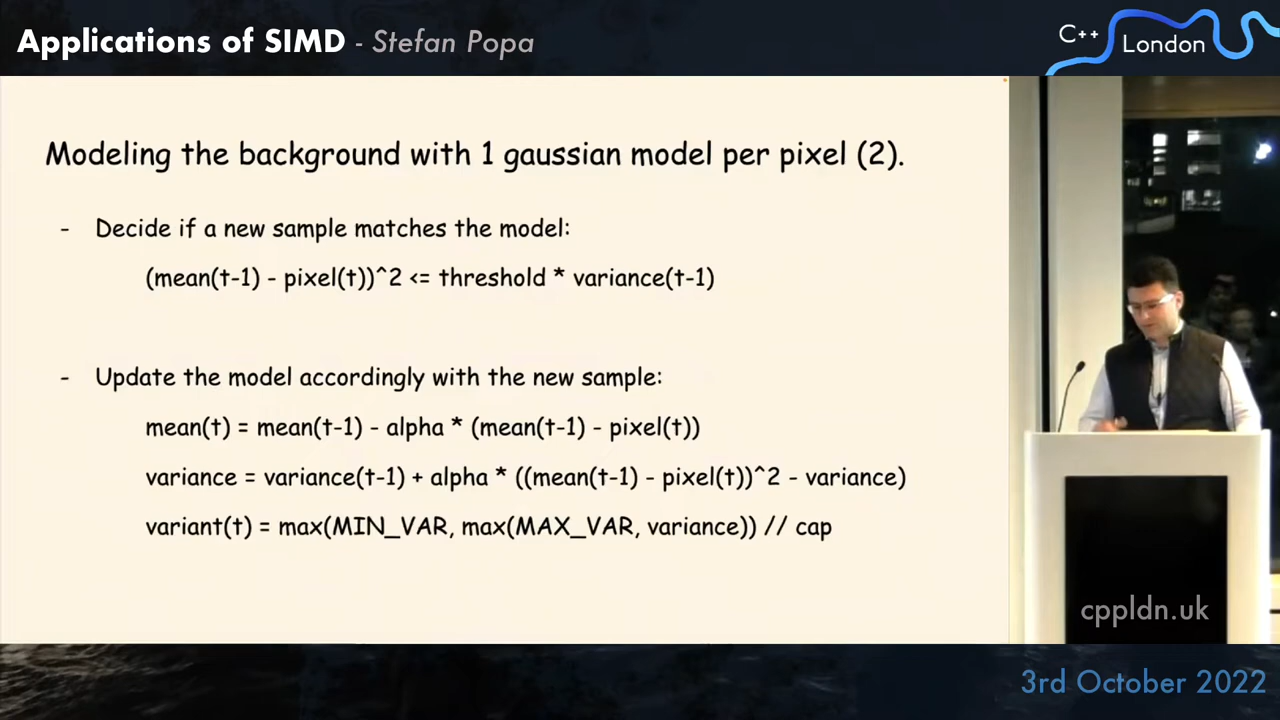 Applications of SIMD - Stefan Popa
C++
London
Modeling the background with 1 gaussian model per pixel (2).
- Decide if a new sample matches the model:
(mean(t-1) - pixel(t))^2 <= threshold * variance(t-1)
- Update the model accordingly with the new sample:
mean(t) = mean(t-1) - alpha * (mean(t-1) - pixel(t))
variance = variance(t-1) + alpha * ((mean(t-1) - pixel(t))^2 - variance)
variant(t) = max(MIN_VAR, max(MAX_VAR, variance)) // cap
cppldn.uk
3rd October 2022